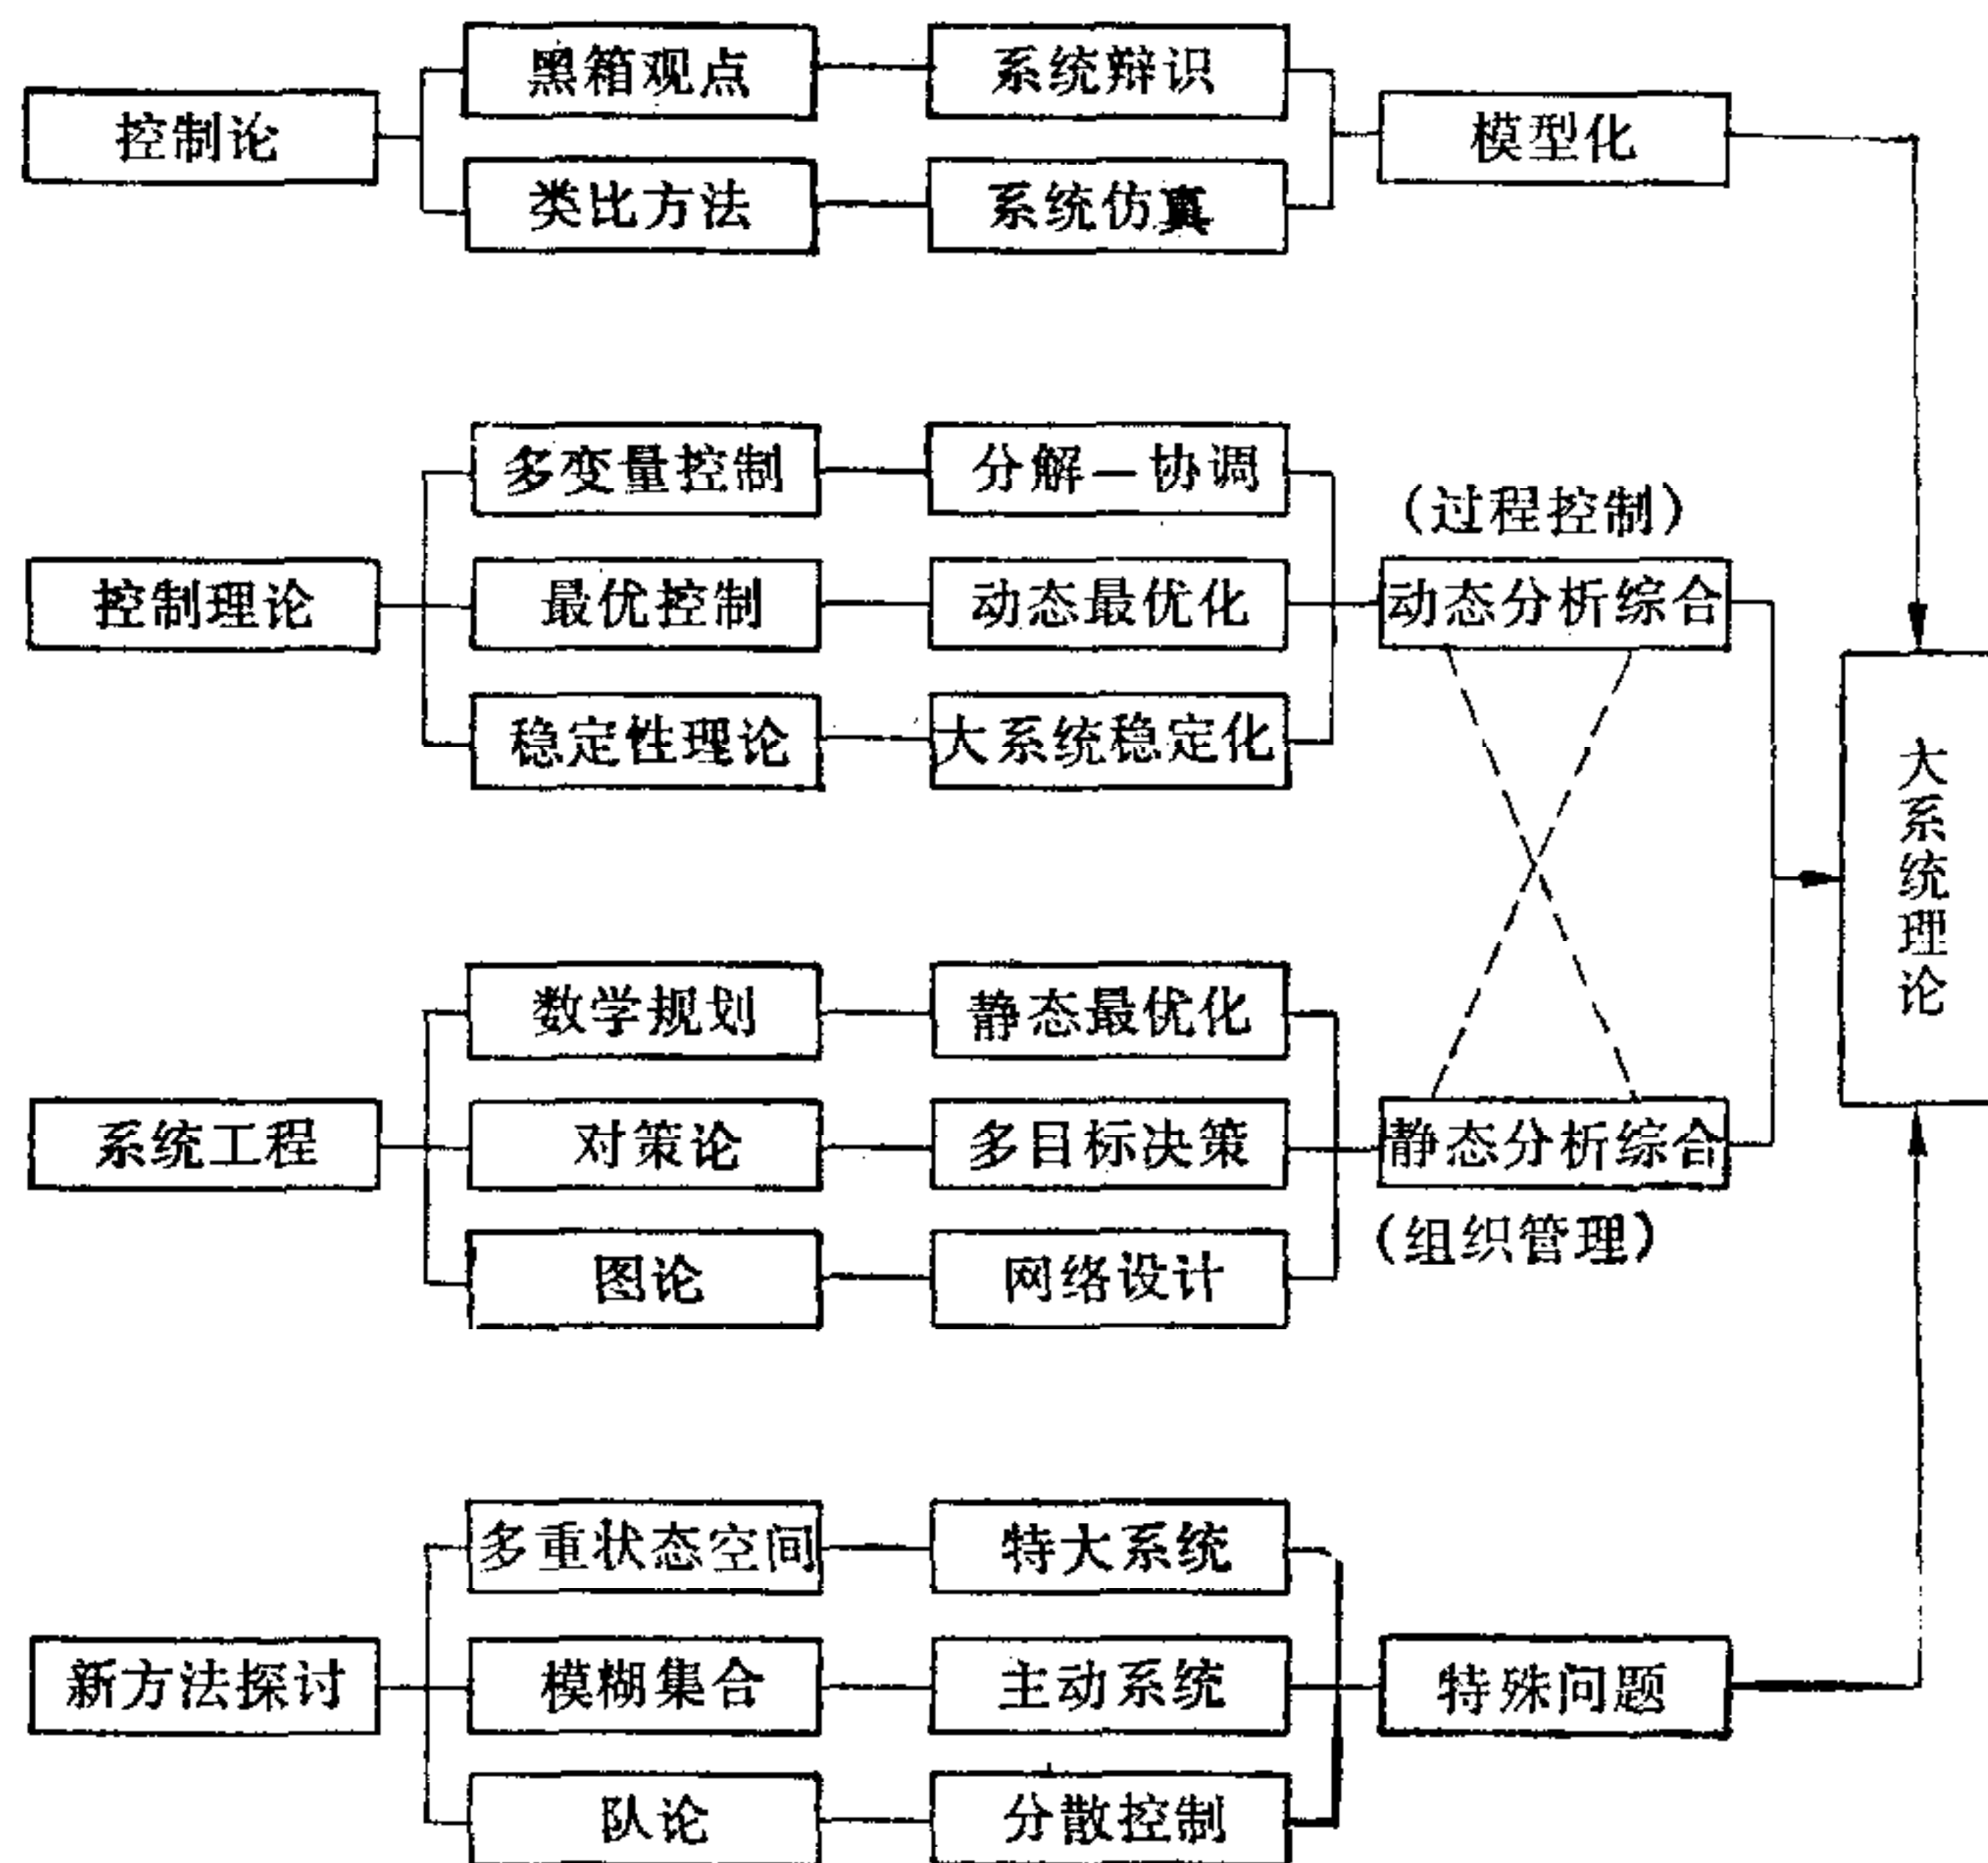 控制论
黑箱观点
系统辩识
类比方法
系统仿真
模型化
控制理论
多变量控制
分解—协调
最优控制
动态最优化
稳定性理论
大系统稳定化
(过程控制)
动态分析综合
系统工程
数学规划
静态最优化
对策论
多目标决策
图论
网络设计
静态分析综合
(组织管理)
新方法探讨
多重状态空间
特大系统
模糊集合
主动系统
队论
分散控制
特殊问题
大系统理论